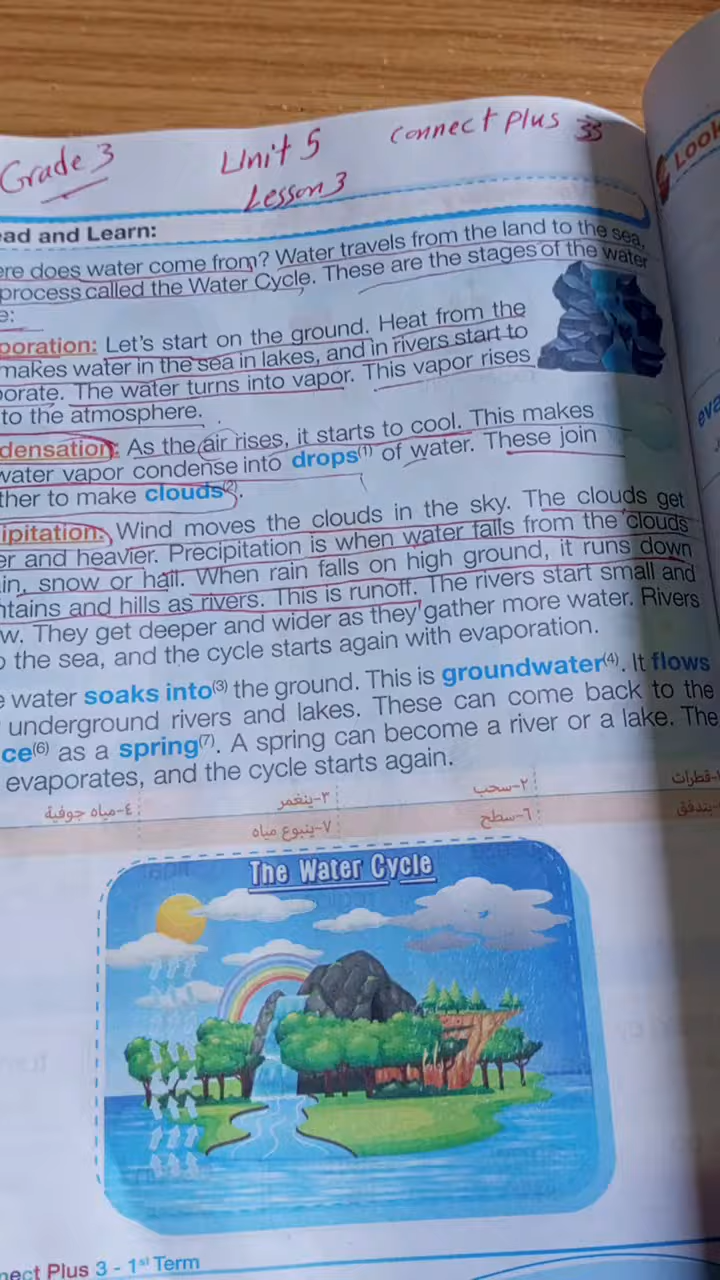 Grade 3 Unit 5 Connect Plus 3
Lesson 3
Look
ead and Learn:
ere does water come from? Water travels from the land to the sea,
process called the Water Cycle. These are the stages of the water
e:
poration: Let's start on the ground. Heat from the
makes water in the sea in lakes, and in rivers start to
porate. The water turns into vapor. This vapor rises
to the atmosphere.
eva
densation: As the air rises, it starts to cool. This makes
water vapor condense into drops(1) of water. These join
ther to make clouds(2).
ipitation: Wind moves the clouds in the sky. The clouds get
er and heavier. Precipitation is when water falls from the clouds
in, snow or hail. When rain falls on high ground, it runs down
ntains and hills as rivers. This is runoff. The rivers start small and
w. They get deeper and wider as they gather more water. Rivers
o the sea, and the cycle starts again with evaporation.
e water soaks into(3) the ground. This is groundwater(4). It flows
underground rivers and lakes. These can come back to the
ce(6) as a spring(7). A spring can become a river or a lake. The
evaporates, and the cycle starts again.
قطرات ٢-سحب ٣-ينغمر ٤-مياه جوفية
يتدفق ٦-سطح ٧-ينبوع مياه
The Water Cycle
nect Plus 3 - 1st Term